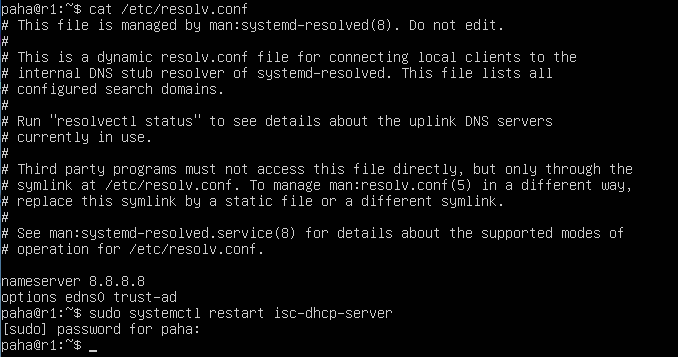 paha@r1:~$ cat /etc/resolv.conf
# This file is managed by man:systemd-resolved(8). Do not edit.
#
# This is a dynamic resolv.conf file for connecting local clients to the
# internal DNS stub resolver of systemd-resolved. This file lists all
# configured search domains.
#
# Run "resolvectl status" to see details about the uplink DNS servers
# currently in use.
#
# Third party programs must not access this file directly, but only through the
# symlink at /etc/resolv.conf. To manage man:resolv.conf(5) in a different way,
# replace this symlink by a static file or a different symlink.
#
# See man:systemd-resolved.service(8) for details about the supported modes of
# operation for /etc/resolv.conf.

nameserver 8.8.8.8
options edns0 trust-ad
paha@r1:~$ sudo systemctl restart isc-dhcp-server
[sudo] password for paha:
paha@r1:~$ _